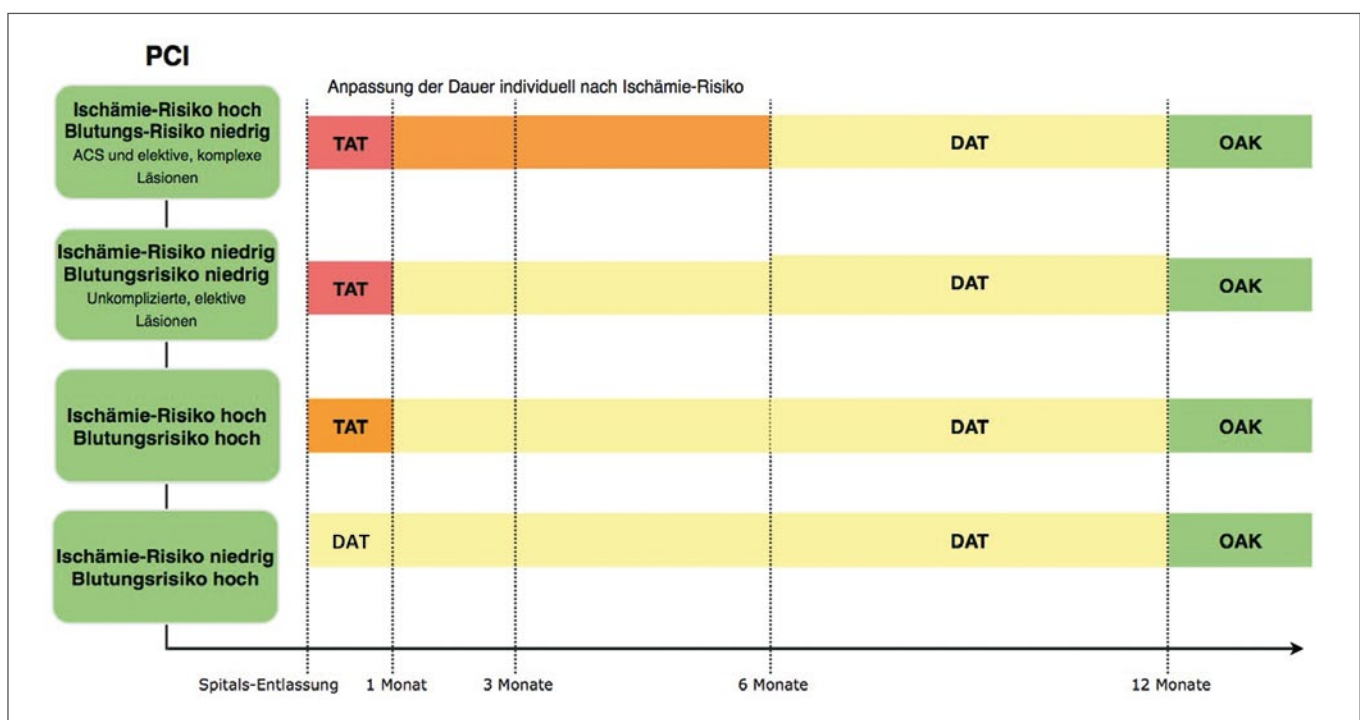 PCI
Anpassung der Dauer individuell nach Ischämie-Risiko
Ischämie-Risiko hoch
Blutungs-Risiko niedrig
ACS und elektive, komplexe
Läsionen
TAT
DAT
OAK
Ischämie-Risiko niedrig
Blutungsrisiko niedrig
Unkomplizierte, elektive
Läsionen
TAT
DAT
OAK
Ischämie-Risiko hoch
Blutungsrisiko hoch
TAT
DAT
OAK
Ischämie-Risiko niedrig
Blutungsrisiko hoch
DAT
DAT
OAK
Spitals-Entlassung
1 Monat
3 Monate
6 Monate
12 Monate